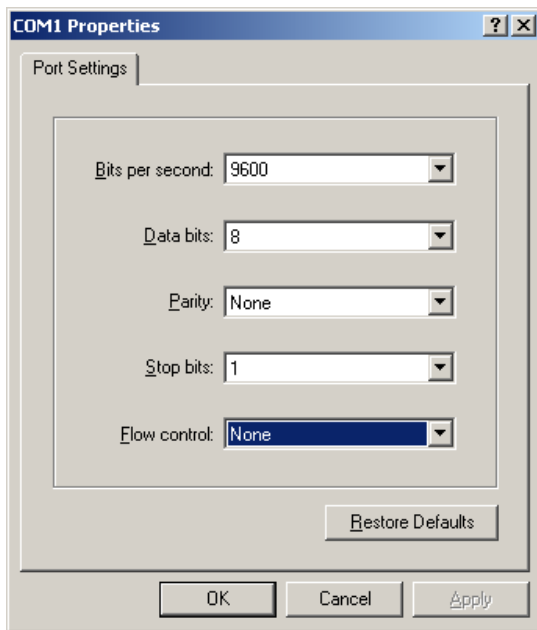 COM1 Properties
Port Settings
Bits per second: 9600
Data bits: 8
Parity: None
Stop bits: 1
Flow control: None
Restore Defaults
OK Cancel Apply